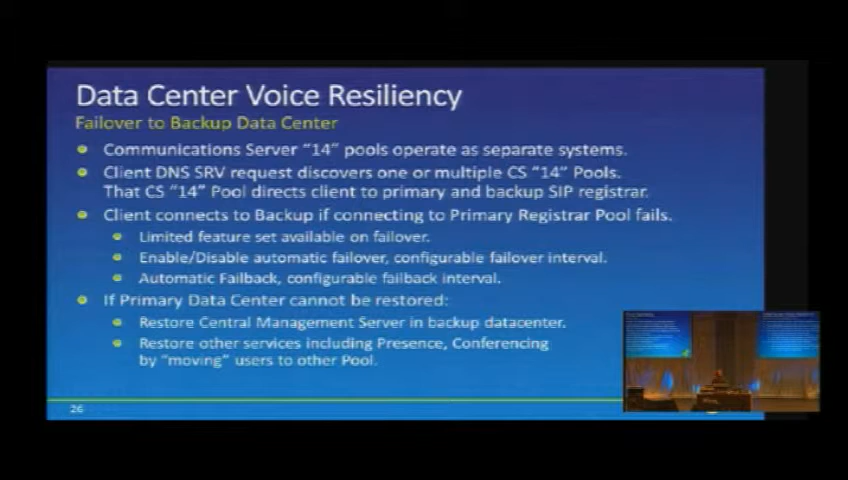 Data Center Voice Resiliency
Failover to Backup Data Center
Communications Server "14" pools operate as separate systems.
Client DNS SRV request discovers one or multiple CS "14" Pools.
That CS "14" Pool directs client to primary and backup SIP registrar.
Client connects to Backup if connecting to Primary Registrar Pool fails.
Limited feature set available on failover.
Enable/Disable automatic failover, configurable failover interval.
Automatic Failback, configurable failback interval.
If Primary Data Center cannot be restored:
Restore Central Management Server in backup datacenter.
Restore other services including Presence, Conferencing
by "moving" users to other Pool.
26